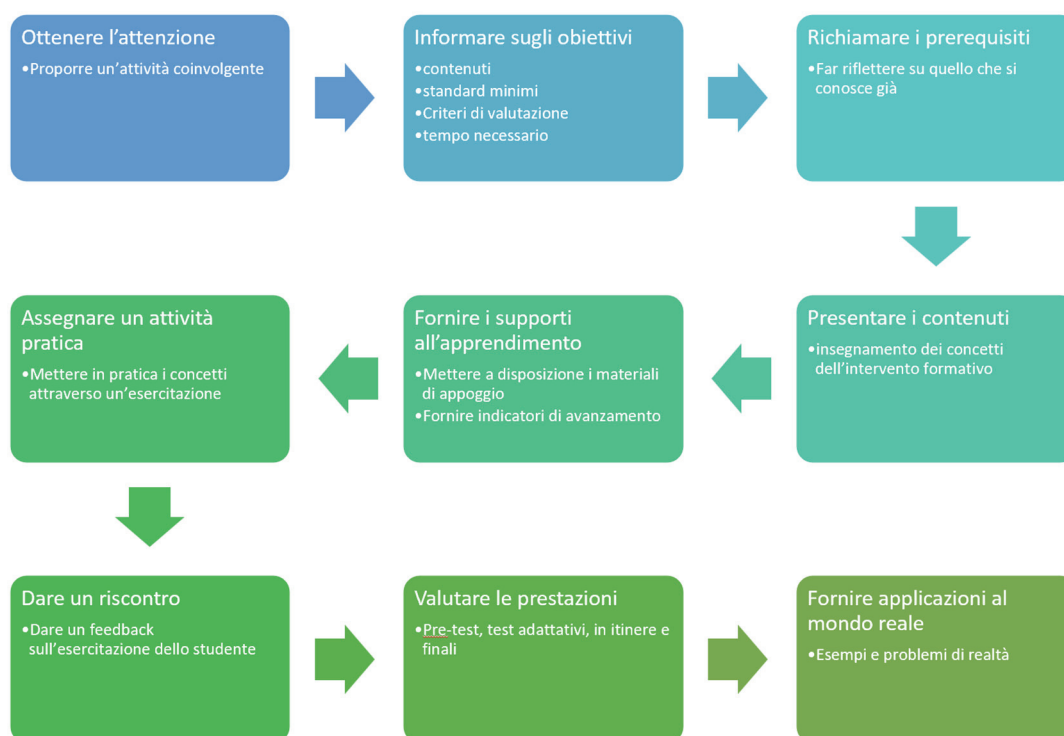 Ottenere l'attenzione
•Proporre un'attività coinvolgente
Informare sugli obiettivi
•contenuti
•standard minimi
•Criteri di valutazione
•tempo necessario
Richiamare i prerequisiti
•Far riflettere su quello che si
conosce già
Presentare i contenuti
•insegnamento dei concetti
dell'intervento formativo
Fornire i supporti
all'apprendimento
•Mettere a disposizione i materiali
di appoggio
•Fornire indicatori di avanzamento
Assegnare un attività
pratica
•Mettere in pratica i concetti
attraverso un'esercitazione
Dare un riscontro
•Dare un feedback
sull'esercitazione dello studente
Valutare le prestazioni
•Pre-test, test adattativi, in itinere e
finali
Fornire applicazioni al
mondo reale
•Esempi e problemi di realtà